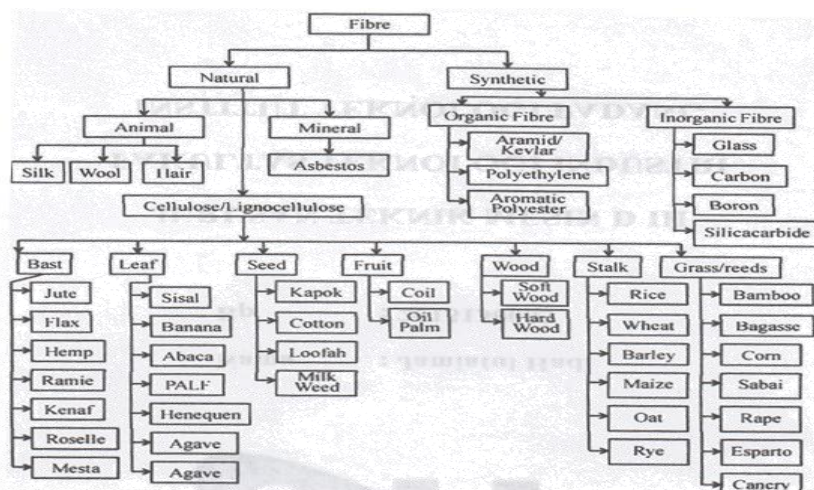 Fibre
Natural
Synthetic
Animal
Mineral
Organic Fibre
Inorganic Fibre
Silk
Wool
Hair
Asbestos
Aramid/
Kevlar
Polyethylene
Aromatic
Polyester
Glass
Carbon
Boron
Silicacarbide
Cellulose/Lignocellulose
Bast
Jute
Flax
Hemp
Ramie
Kenaf
Roselle
Mesta
Leaf
Sisal
Banana
Abaca
PALF
Henequen
Agave
Agave
Seed
Kapok
Cotton
Loofah
Milk
Weed
Fruit
Coil
Oil
Palm
Wood
Soft
Wood
Hard
Wood
Stalk
Rice
Wheat
Barley
Maize
Oat
Rye
Grass/reeds
Bamboo
Bagasse
Corn
Sabai
Rape
Esparto
Cancry